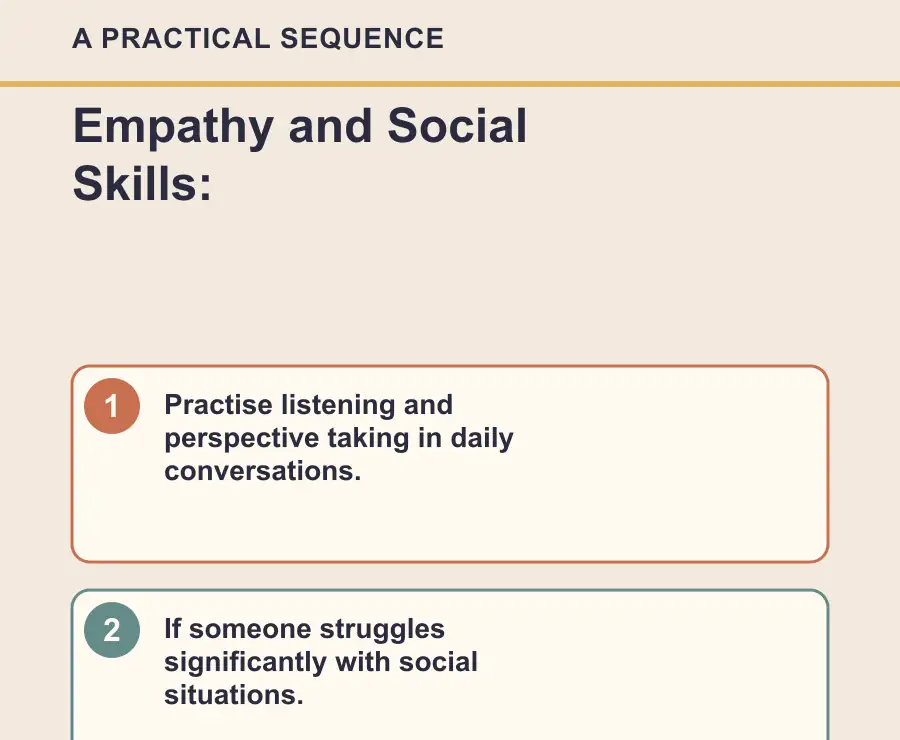 A PRACTICAL SEQUENCE
Empathy and Social
Skills:
1
Practise listening and
perspective taking in daily
conversations.
2
If someone struggles
significantly with social
situations.